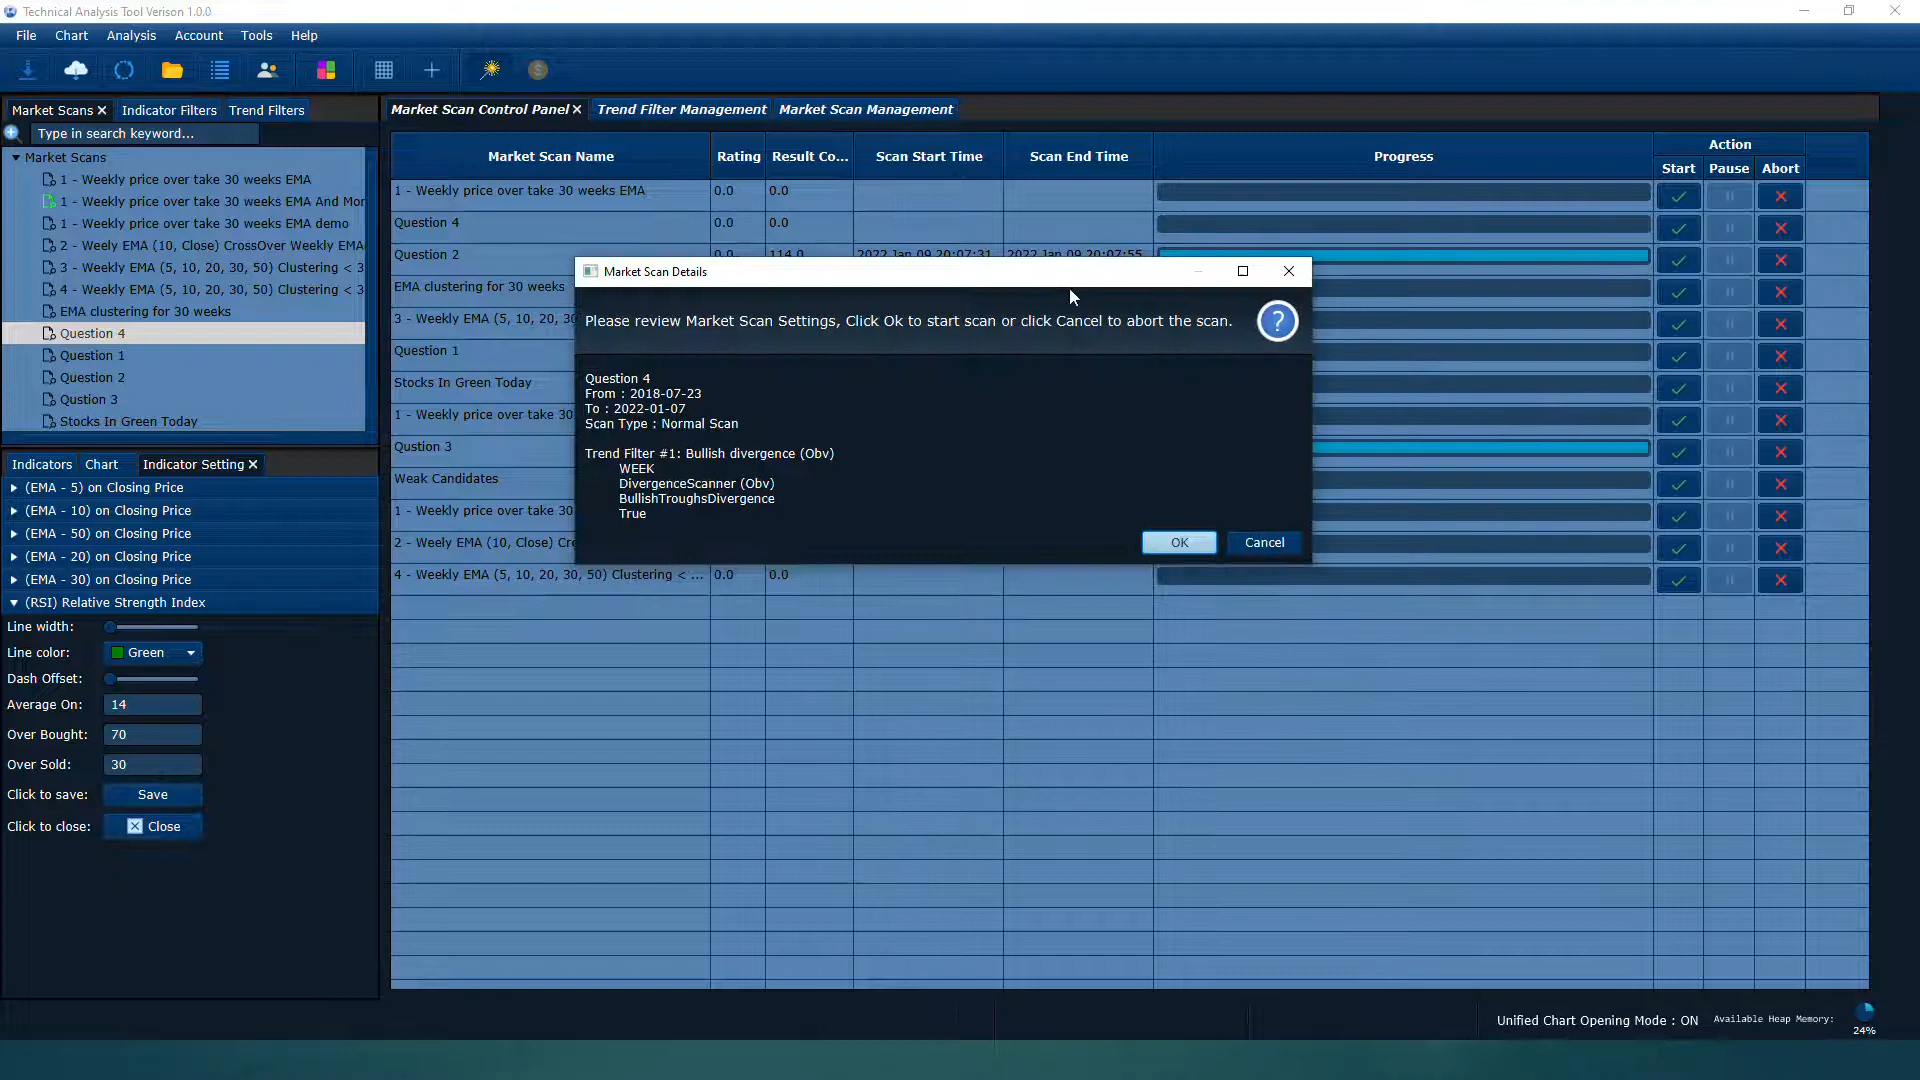 Technical Analysis Tool Verison 1.0.0
File Chart Analysis Account Tools Help
Market Scans Indicator Filters Trend Filters
Type in search keyword...
Market Scans
1 - Weekly price over take 30 weeks EMA
1 - Weekly price over take 30 weeks EMA And Mor
1 - Weekly price over take 30 weeks EMA demo
2 - Weely EMA (10, Close) CrossOver Weekly EMA
3 - Weekly EMA (5, 10, 20, 30, 50) Clustering < 3
4 - Weekly EMA (5, 10, 20, 30, 50) Clustering < 3
EMA clustering for 30 weeks
Question 4
Question 1
Question 2
Qustion 3
Stocks In Green Today
Indicators Chart Indicator Setting
(EMA - 5) on Closing Price
(EMA - 10) on Closing Price
(EMA - 50) on Closing Price
(EMA - 20) on Closing Price
(EMA - 30) on Closing Price
(RSI) Relative Strength Index
Line width:
Line color: Green
Dash Offset:
Average On: 14
Over Bought: 70
Over Sold: 30
Click to save: Save
Click to close: Close
Market Scan Control Panel Trend Filter Management Market Scan Management
Market Scan Name Rating Result Co... Scan Start Time Scan End Time Progress Action
Start Pause Abort
1 - Weekly price over take 30 weeks EMA 0.0 0.0
Question 4 0.0 0.0
Question 2 0.0 114.0 2022 Jan 09 20:07:31 2022 Jan 09 20:07:55
EMA clustering for 30 weeks
3 - Weekly EMA (5, 10, 20, 30
Question 1
Stocks In Green Today
1 - Weekly price over take 30
Qustion 3
Weak Candidates
1 - Weekly price over take 30
2 - Weely EMA (10, Close) Cro
4 - Weekly EMA (5, 10, 20, 30, 50) Clustering < ... 0.0 0.0
Market Scan Details
Please review Market Scan Settings, Click Ok to start scan or click Cancel to abort the scan.
Question 4
From : 2018-07-23
To : 2022-01-07
Scan Type : Normal Scan
Trend Filter #1: Bullish divergence (Obv)
WEEK
DivergenceScanner (Obv)
BullishTroughsDivergence
True
OK Cancel
Unified Chart Opening Mode : ON Available Heap Memory:
24%